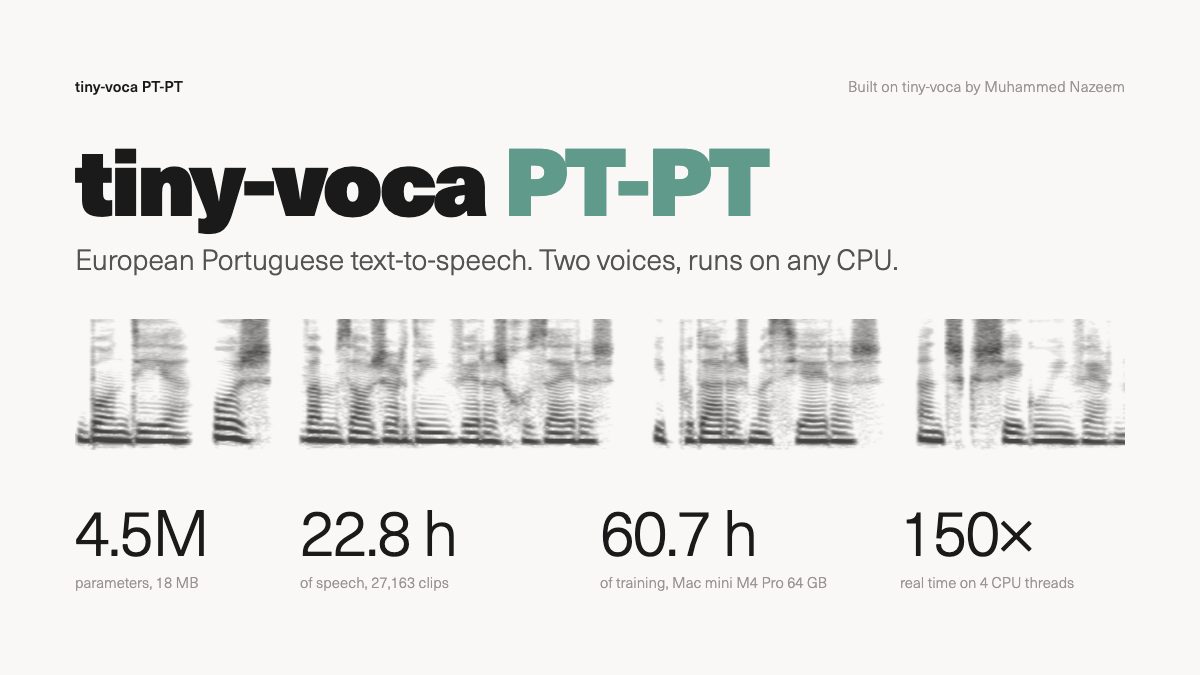 tiny-voca PT-PT
Built on tiny-voca by Muhammed Nazeem
tiny-voca PT-PT
European Portuguese text-to-speech. Two voices, runs on any CPU.
4.5M
parameters, 18 MB
22.8 h
of speech, 27,163 clips
60.7 h
of training, Mac mini M4 Pro 64 GB
150×
real time on 4 CPU threads